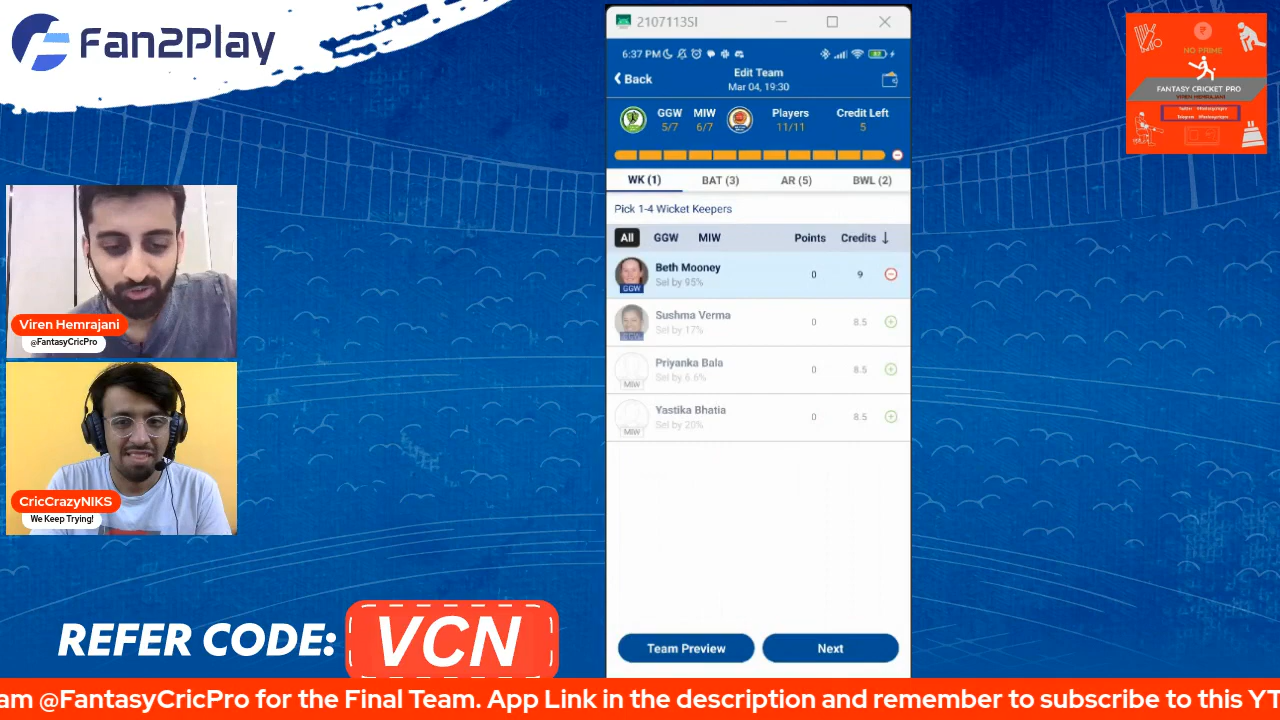 Fan2Play
2107113SI
6:37 PM
Back
Edit Team
Mar 04, 19:30
GGW
5/7
MIW
6/7
Players
11/11
Credit Left
5
WK (1)
BAT (3)
AR (5)
BWL (2)
Pick 1-4 Wicket Keepers
All
GGW
MIW
Points
Credits
Beth Mooney
Sel by 95%
0
9
GGW
Sushma Verma
Sel by 17%
0
8.5
Priyanka Bala
Sel by 6.6%
0
8.5
MIW
Yastika Bhatia
Sel by 20%
0
8.5
MIW
Team Preview
Next
NO PRIME
FANTASY CRICKET PRO
VIREN HEMRAJANI
Viren Hemrajani
@FantasyCricPro
CricCrazyNIKS
We Keep Trying!
REFER CODE:
VCN
am @FantasyCricPro for the Final Team. App Link in the description and remember to subscribe to this YT